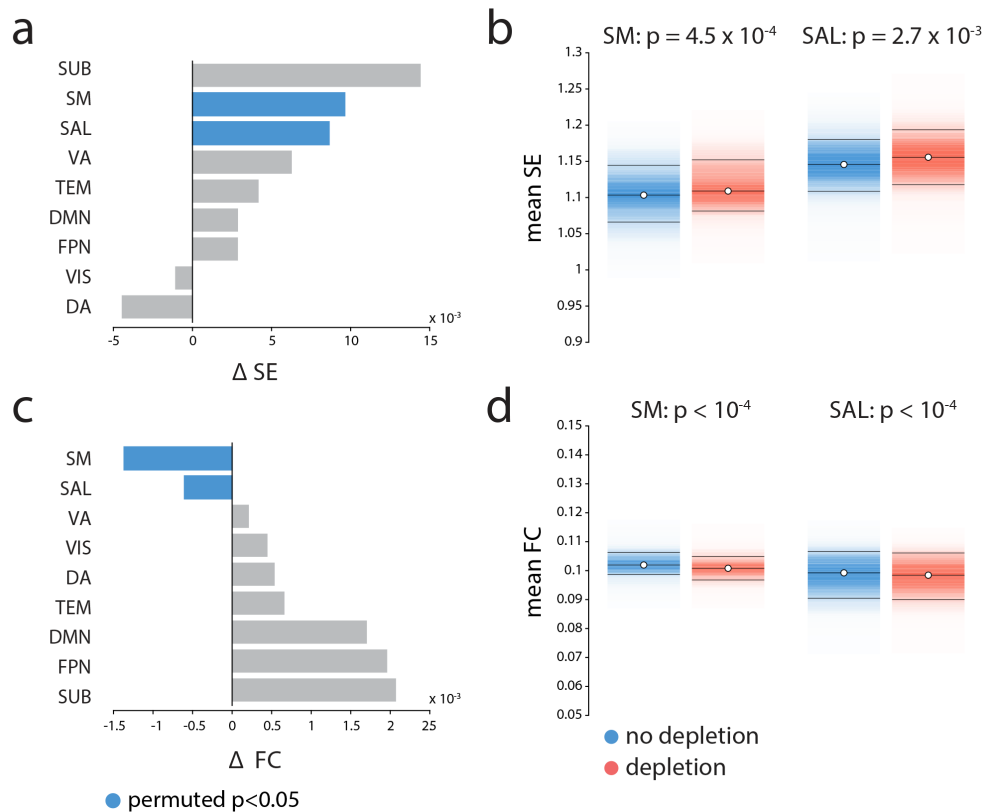 a
SUB
SM
SAL
VA
TEM
DMN
FPN
VIS
DA
x 10-3
-5
0
5
10
15
Δ SE
b
SM: p = 4.5 x 10-4
SAL: p = 2.7 x 10-3
1.3
1.25
1.2
1.15
1.1
1.05
1
0.95
0.9
mean SE
c
SM
SAL
VA
VIS
DA
TEM
DMN
FPN
SUB
x 10-3
-1.5
-1
-0.5
0
0.5
1
1.5
2
25
Δ FC
permuted p<0.05
d
SM: p < 10-4
SAL: p < 10-4
0.15
0.14
0.13
0.12
0.11
0.1
0.09
0.08
0.07
0.06
0.05
mean FC
no depletion
depletion